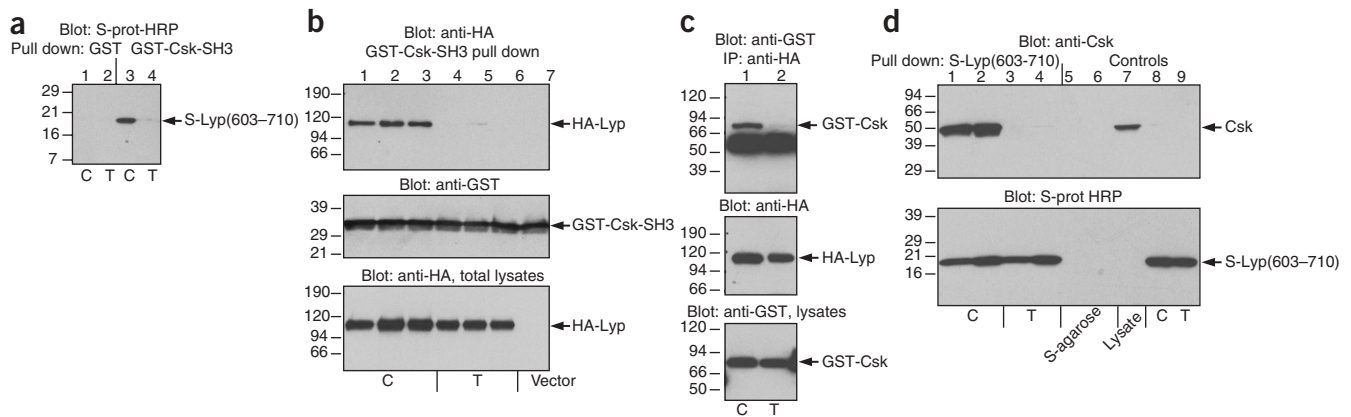 a
Blot: S-prot-HRP
Pull down: GST GST-Csk-SH3
1 2 3 4
29
21
16
7
S-Lyp(603–710)
C T C T
b
Blot: anti-HA
GST-Csk-SH3 pull down
1 2 3 4 5 6 7
190
120
94
66
HA-Lyp
Blot: anti-GST
39
29
21
GST-Csk-SH3
Blot: anti-HA, total lysates
190
120
94
66
HA-Lyp
C T Vector
c
Blot: anti-GST
IP: anti-HA
1 2
120
94
66
50
39
GST-Csk
Blot: anti-HA
190
120
94
66
HA-Lyp
Blot: anti-GST, lysates
120
94
66
50
GST-Csk
C T
d
Blot: anti-Csk
Pull down: S-Lyp(603-710) Controls
1 2 3 4 5 6 7 8 9
94
66
50
39
29
Csk
Blot: S-prot HRP
39
29
21
16
S-Lyp(603–710)
C T S-agarose Lysate C T